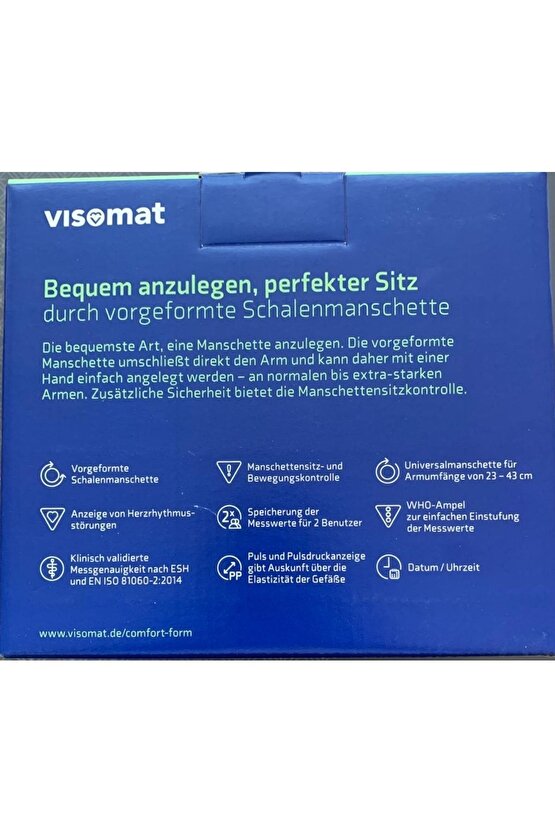 visomat
Bequem anzulegen, perfekter Sitz
durch vorgeformte Schalenmanschette
Die bequemste Art, eine Manschette anzulegen. Die vorgeformte
Manschette umschließt direkt den Arm und kann daher mit einer
Hand einfach angelegt werden – an normalen bis extra-starken
Armen. Zusätzliche Sicherheit bietet die Manschettensitzkontrolle.
Vorgeformte
Schalenmanschette
Manschettensitz- und
Bewegungskontrolle
Universalmanschette für
Armumfänge von 23 – 43 cm
Anzeige von Herzrhythmus-
störungen
2x
Speicherung der
Messwerte für 2 Benutzer
WHO-Ampel
zur einfachen Einstufung
der Messwerte
Klinisch validierte
Messgenauigkeit nach ESH
und EN ISO 81060-2:2014
PP
Puls und Pulsdruckanzeige
gibt Auskunft über die
Elastizität der Gefäße
Datum / Uhrzeit
www.visomat.de/comfort-form